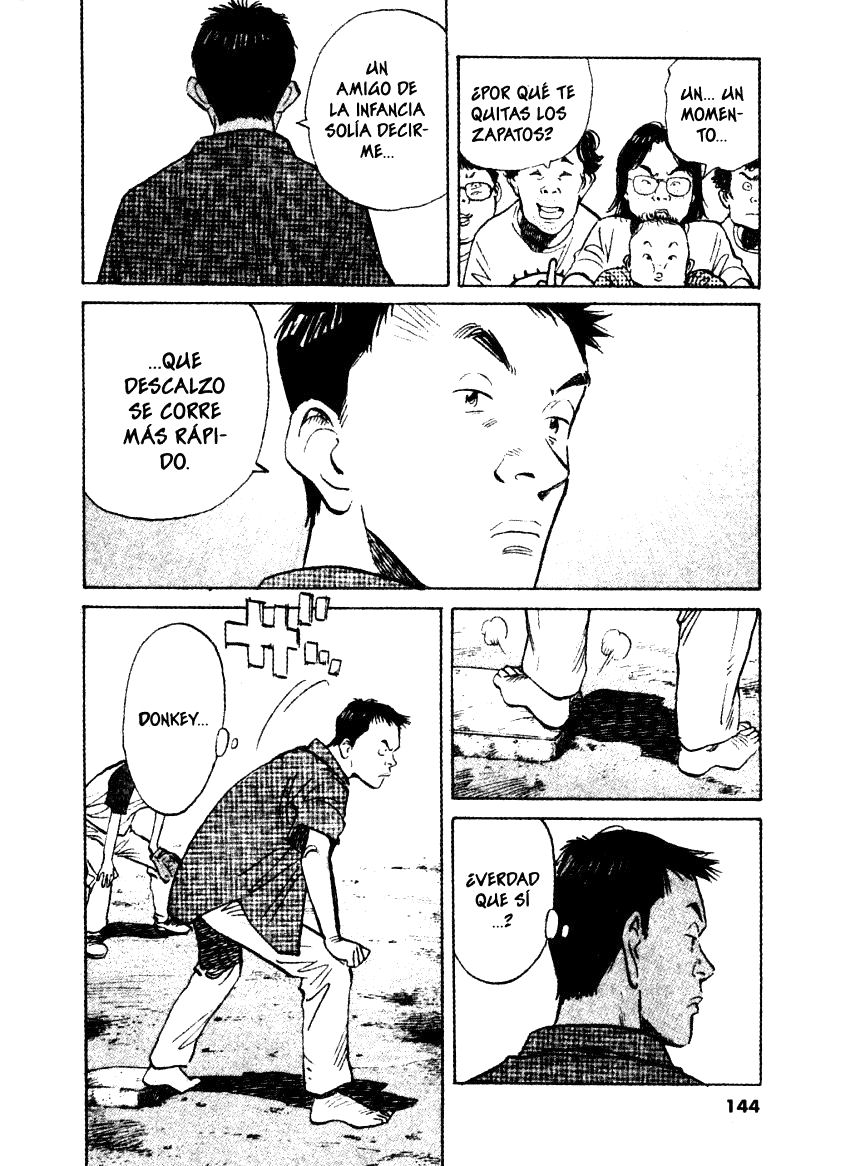 UN... UN
MOMEN-
TO...
¿POR QUÉ TE
QUITAS LOS
ZAPATOS?
UN
AMIGO DE
LA INFANCIA
SOLÍA DECIR-
ME...
...QUE
DESCALZO
SE CORRE
MÁS RÁPI-
DO.
¿VERDAD
QUE SÍ
...?
DONKEY...
144